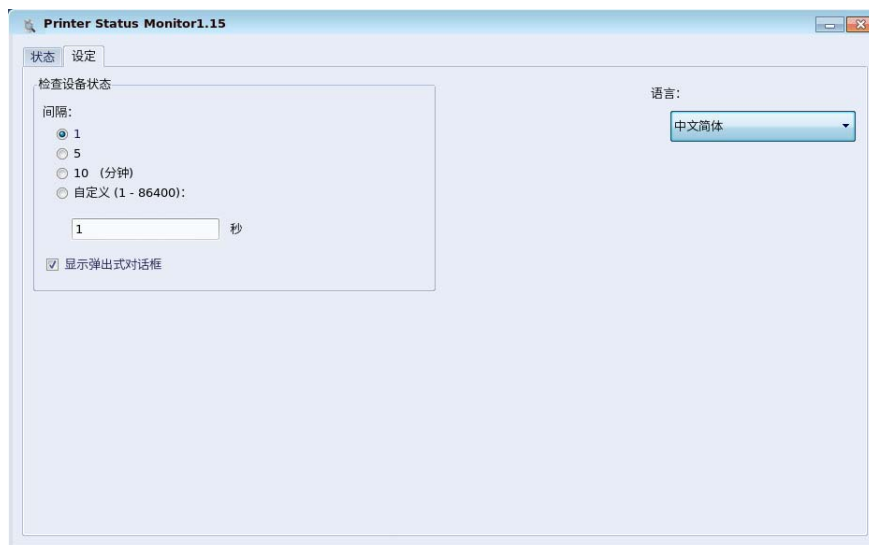 Printer Status Monitor1.15
状态 设定
检查设备状态
语言:
间隔:
中文简体
1
5
10 (分钟)
自定义 (1 - 86400):
1 秒
显示弹出式对话框